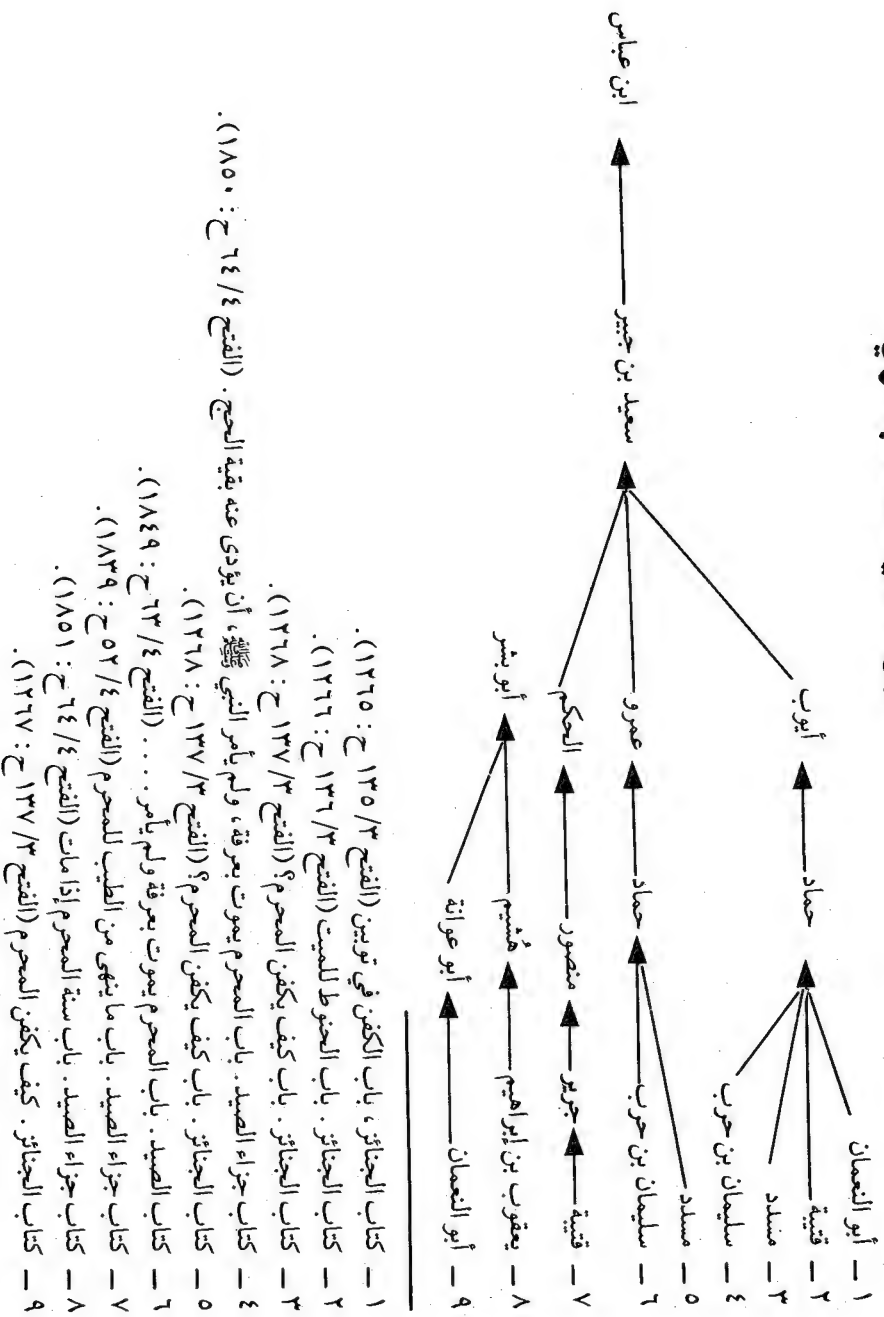 ١ — أبو النعمان
٢ — قتيبة
٣ — مسدد
٤ — سليمان بن حرب
حماد
أيوب
٥ — مسدد
٦ — سليمان بن حرب
حماد
عمرو
٧ — قتيبة
جرير
منصور
الحكم
سعيد بن جبير
ابن عباس
٨ — يعقوب بن إبراهيم
هُشيم
أبو بشر
٩ — أبو النعمان
أبو عوانة
١ — كتاب الجنائز، باب الكفن في ثوبين (الفتح ٣/ ١٣٥ ح: ١٢٦٥).
٢ — كتاب الجنائز. باب الحنوط للميت (الفتح ٣/ ١٣٦ ح: ١٢٦٦).
٣ — كتاب الجنائز. باب كيف يكفن المحرم؟ (الفتح ٣/ ١٣٧ ح: ١٢٦٨).
٤ — كتاب جزاء الصيد. باب المحرم يموت بعرفة، ولم يأمر النبي ﷺ، أن يؤدى عنه بقية الحج. (الفتح ٤/ ٦٤ ح: ١٨٥٠).
٥ — كتاب الجنائز. باب كيف يكفن المحرم؟ (الفتح ٣/ ١٣٧ ح: ١٢٦٨).
٦ — كتاب الصيد. باب المحرم يموت بعرفة ولم يأمر.... (الفتح ٤/ ٦٣ ح: ١٨٤٩).
٧ — كتاب جزاء الصيد. باب ما ينهى من الطيب للمحرم (الفتح ٤/ ٥٢ ح: ١٨٣٩).
٨ — كتاب جزاء الصيد. باب سنة المحرم إذا مات (الفتح ٤/ ٦٤ ح: ١٨٥١).
٩ — كتاب الجنائز. كيف يكفن المحرم (الفتح ٣/ ١٣٧ ح: ١٢٦٧).